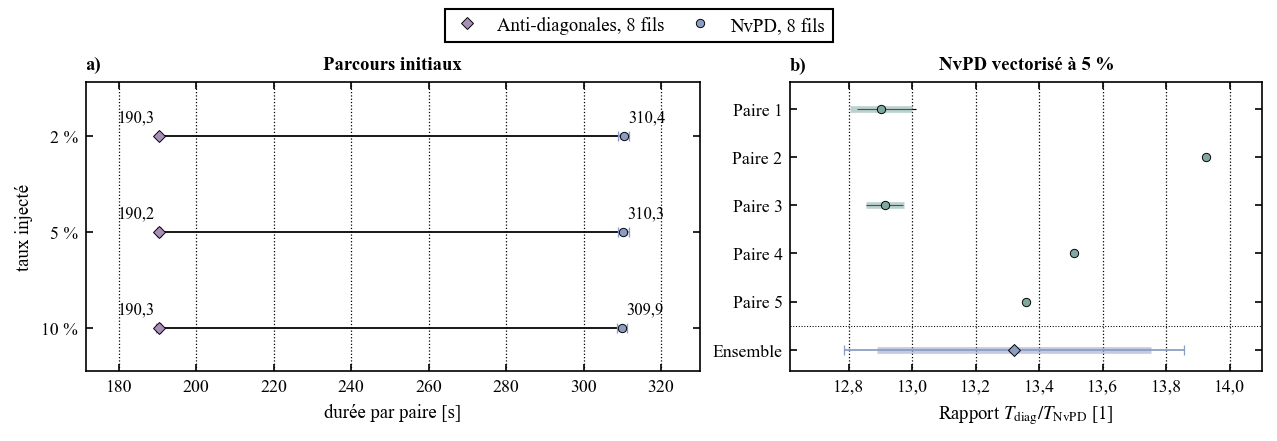 Anti-diagonales, 8 fils
NvPD, 8 fils
a)
Parcours initiaux
taux injecté
2 %
5 %
10 %
190,3
310,4
190,2
310,3
190,3
309,9
180
200
220
240
260
280
300
320
durée par paire [s]
b)
NvPD vectorisé à 5 %
Paire 1
Paire 2
Paire 3
Paire 4
Paire 5
Ensemble
12,8
13,0
13,2
13,4
13,6
13,8
14,0
Rapport T_diag/T_NvPD [1]